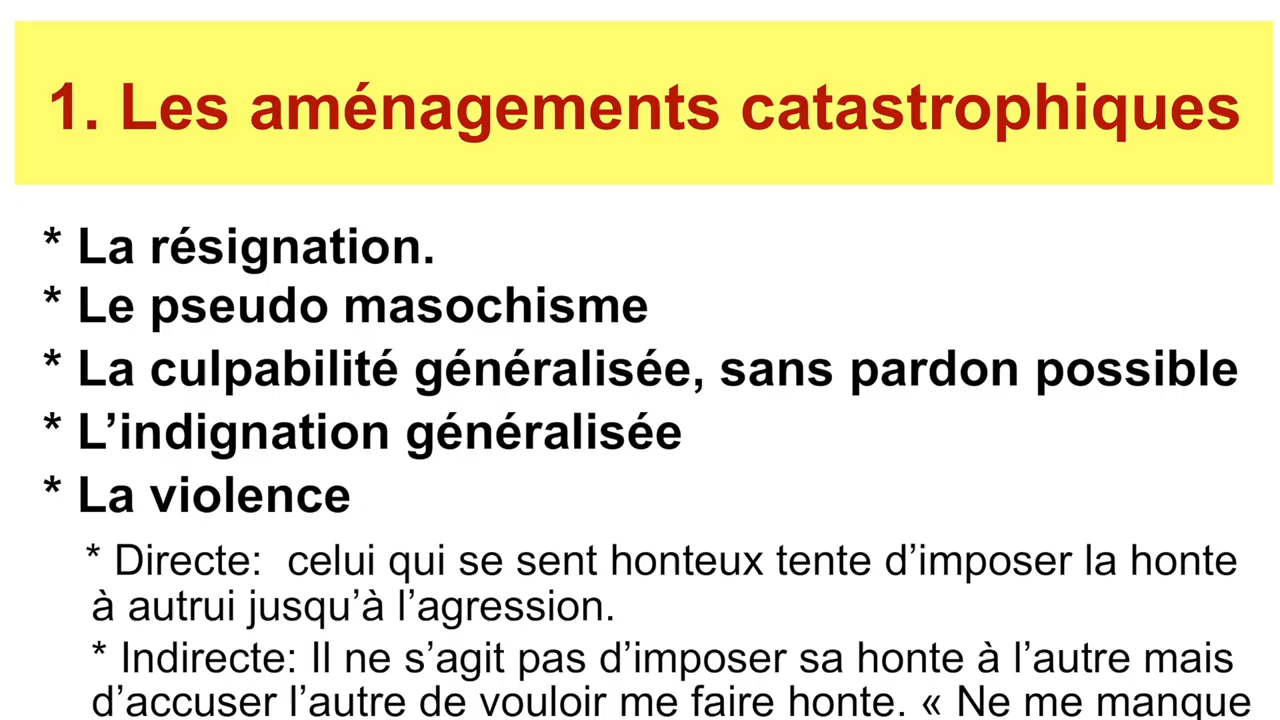 1. Les aménagements catastrophiques
* La résignation.
* Le pseudo masochisme
* La culpabilité généralisée, sans pardon possible
* L’indignation généralisée
* La violence
* Directe: celui qui se sent honteux tente d’imposer la honte
à autrui jusqu’à l’agression.
* Indirecte: Il ne s’agit pas d’imposer sa honte à l’autre mais
d’accuser l’autre de vouloir me faire honte. « Ne me manque